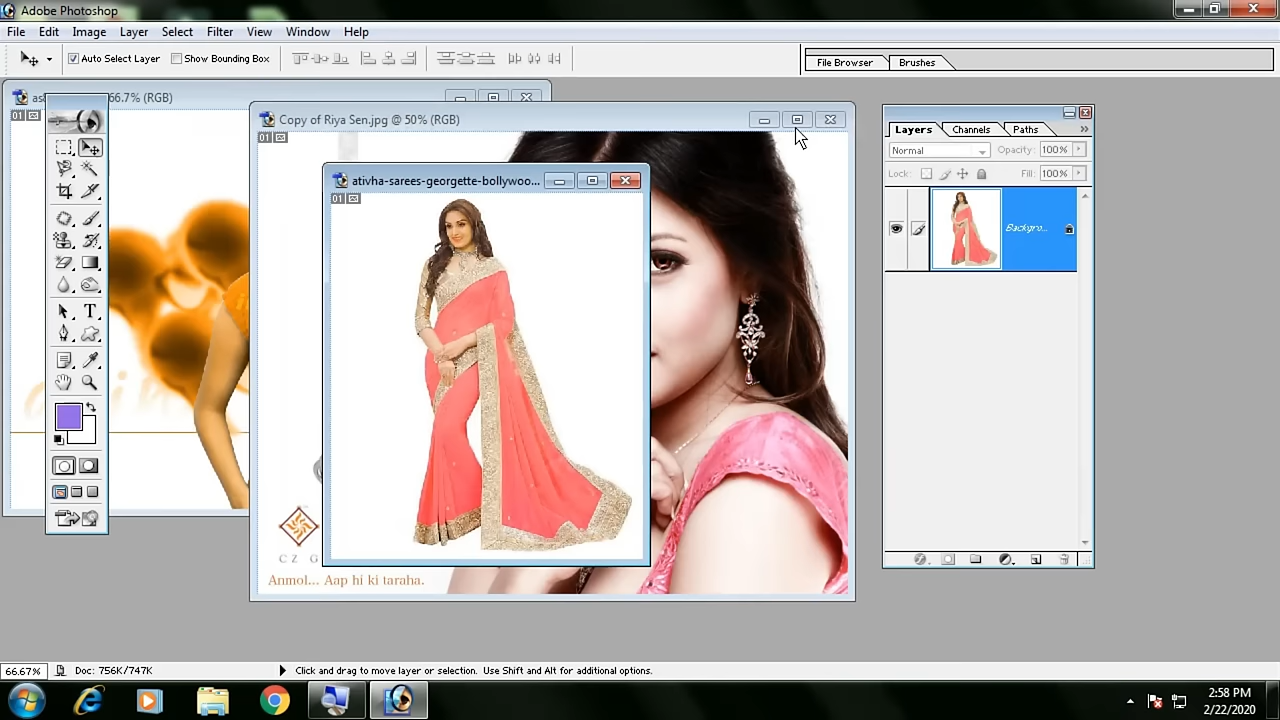 Adobe Photoshop
File Edit Image Layer Select Filter View Window Help
Auto Select Layer Show Bounding Box
File Browser Brushes
66.7% (RGB)
01
Copy of Riya Sen.jpg @ 50% (RGB)
01
ativha-sarees-georgette-bollywoo...
01
C Z G
Anmol... Aap hi ki taraha.
Layers Channels Paths
Normal Opacity: 100%
Lock: Fill: 100%
Backgro...
T
66.67% Doc: 756K/747K Click and drag to move layer or selection. Use Shift and Alt for additional options.
2:58 PM
2/22/2020